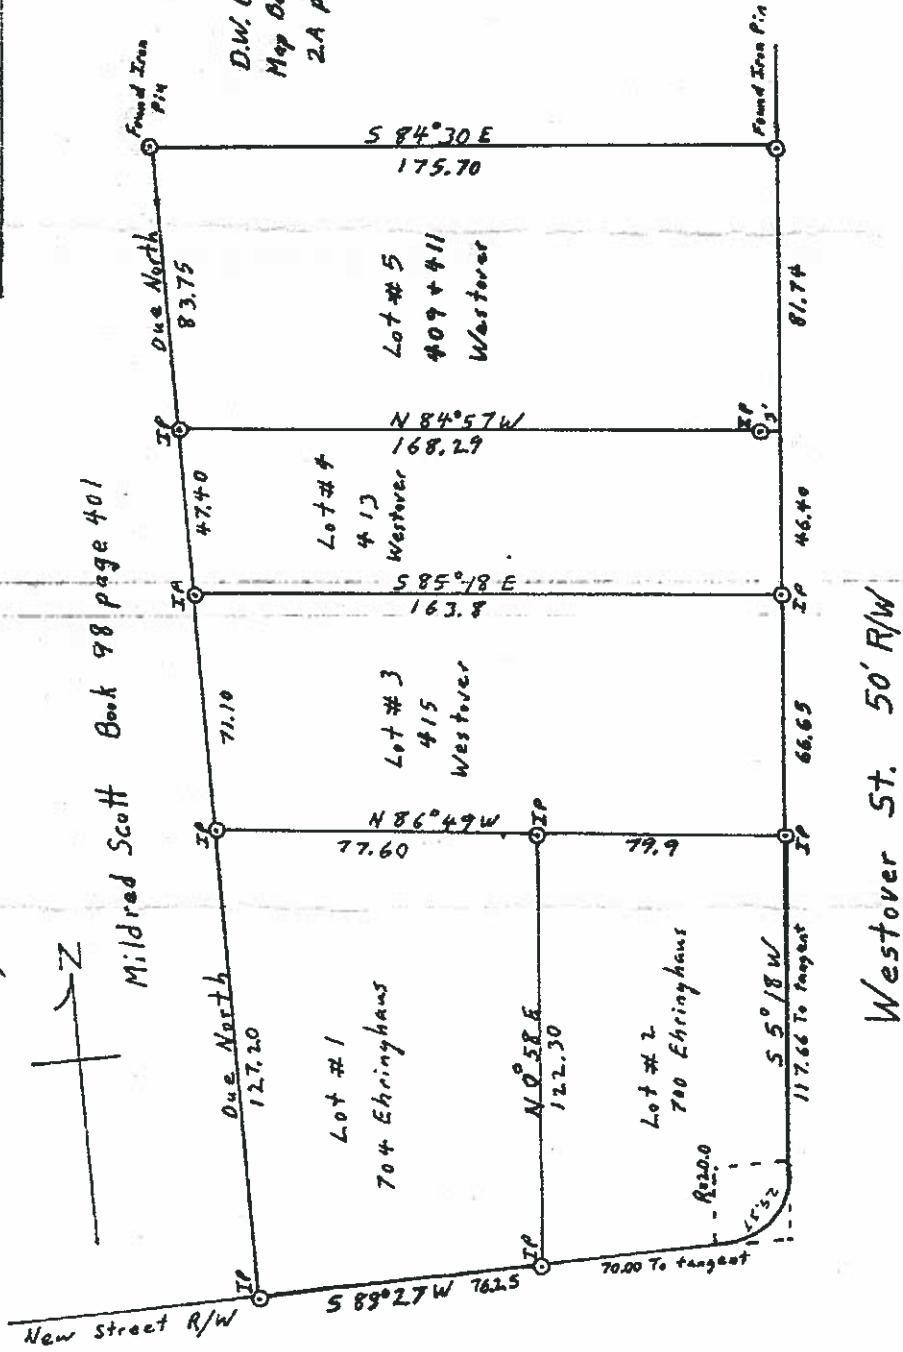 D.W.
Map
2A
Found Iron
Pin
Found Iron Pin
S 84°30 E
175.70
Due North
83.75
Lot # 5
409 + 411
Westover
81.74
IP
N 84°57 W
168.29
IP
3'
Mildred Scott Book 98 page 401
47.40
Lot # 4
413
Westover
46.40
IP
S 85°18 E
163.8
IP
71.10
Lot # 3
415
Westover
66.65
IP
N 86°49 W
77.60
IP
79.9
IP
N
Due North
127.20
Lot #1
704 Ehringhaus
N 0°58 E
122.30
Lot # 2
700 Ehringhaus
S 5°18 W
117.66 To tangent
R=20.0
IP
IP
S 89°27 W 76.25
70.00 To tangent
New Street R/W
Westover St. 50' R/W